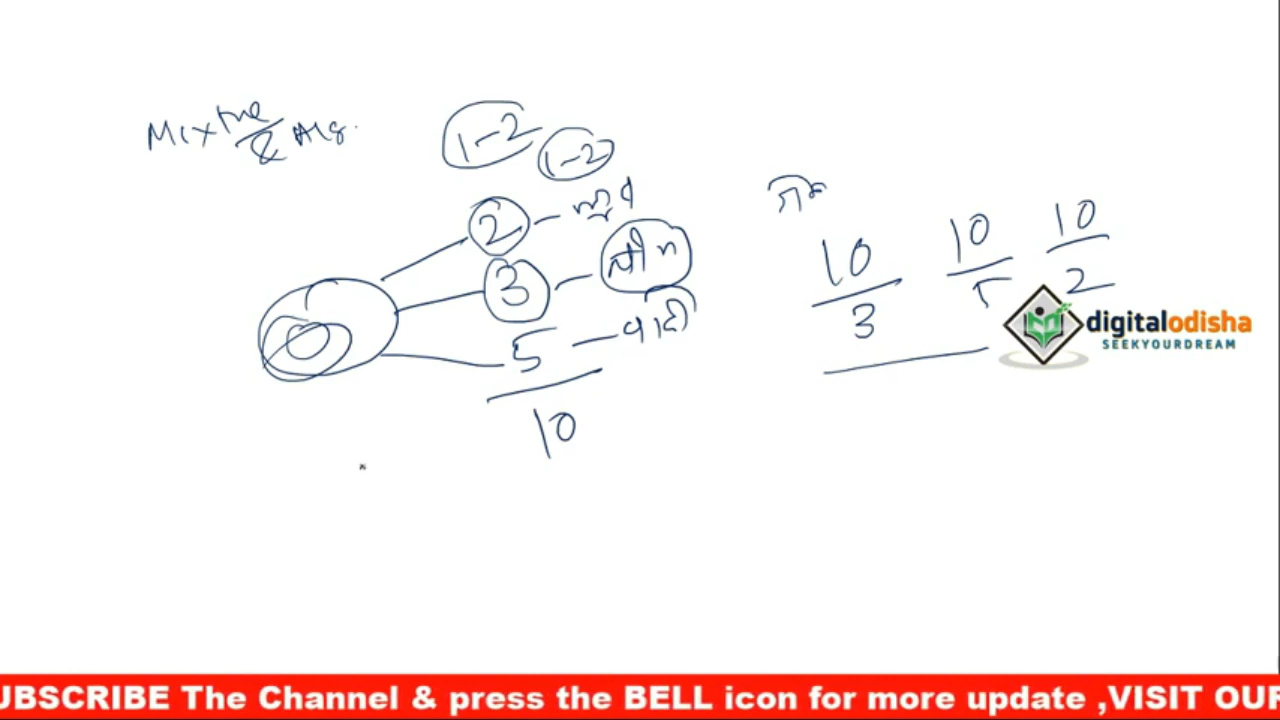 Mixture & Alg.
1-2
1-2
2 -
3 - चीन
5 - पानी
10
10/3 10/5 10/2
digitalodisha
SEEKYOURDREAM
UBSCRIBE The Channel & press the BELL icon for more update ,VISIT OUR